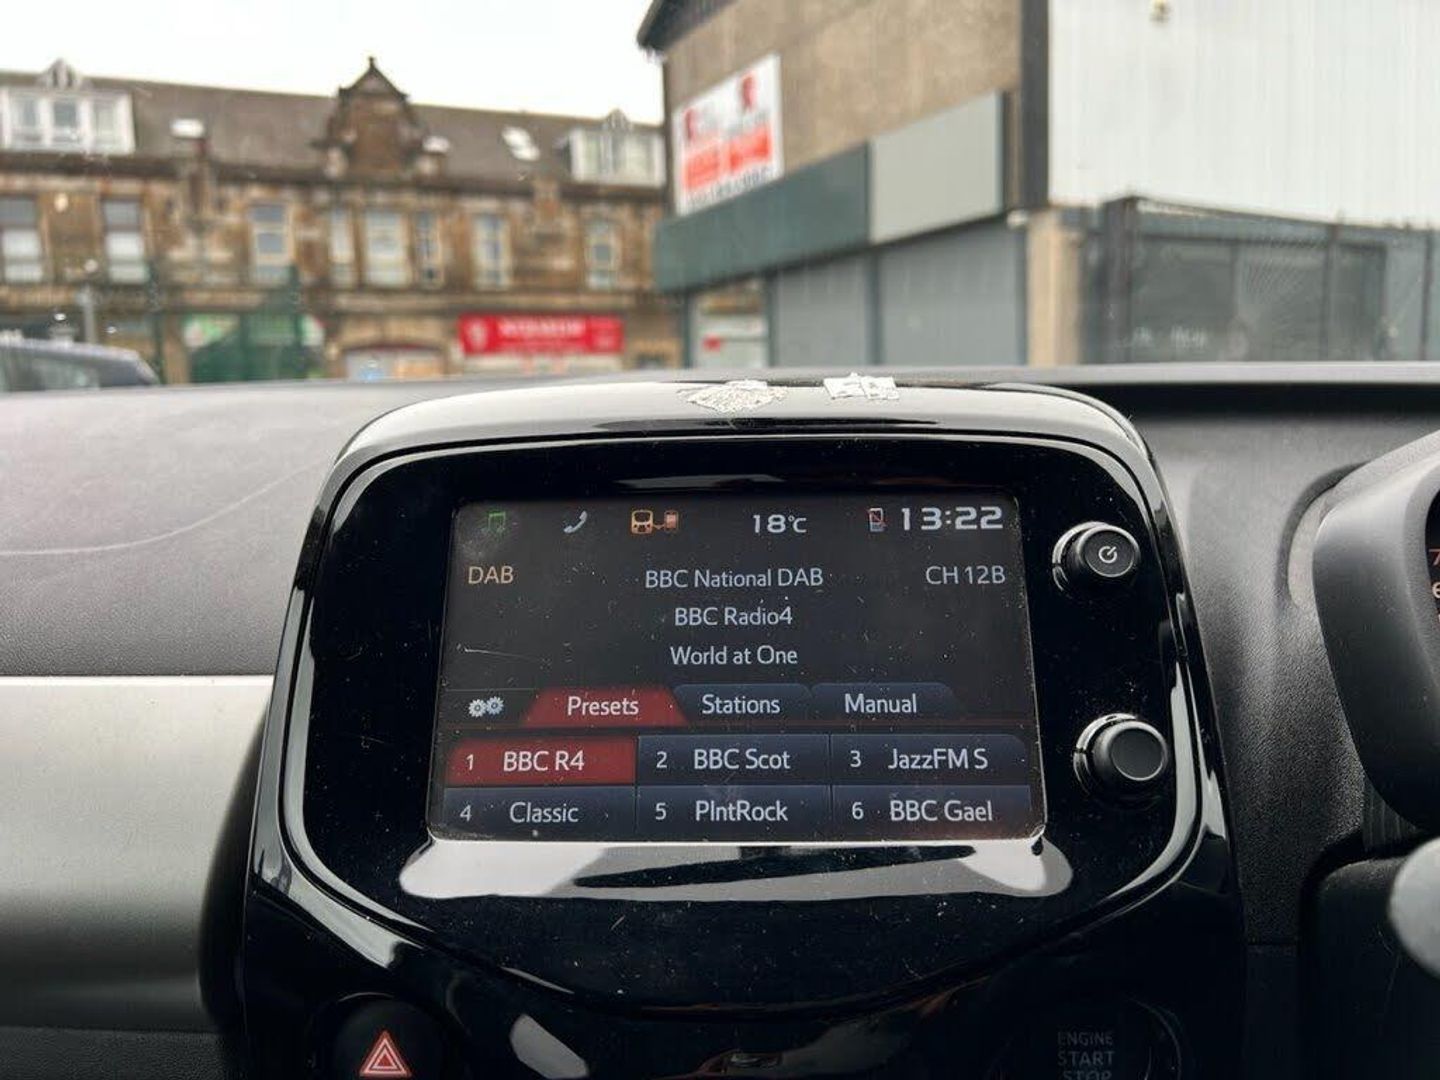 18°C
13:22
DAB
BBC National DAB
CH 12B
BBC Radio4
World at One
Presets
Stations
Manual
1 BBC R4
2 BBC Scot
3 JazzFM S
4 Classic
5 PlntRock
6 BBC Gael
ENGINE
START
STOP